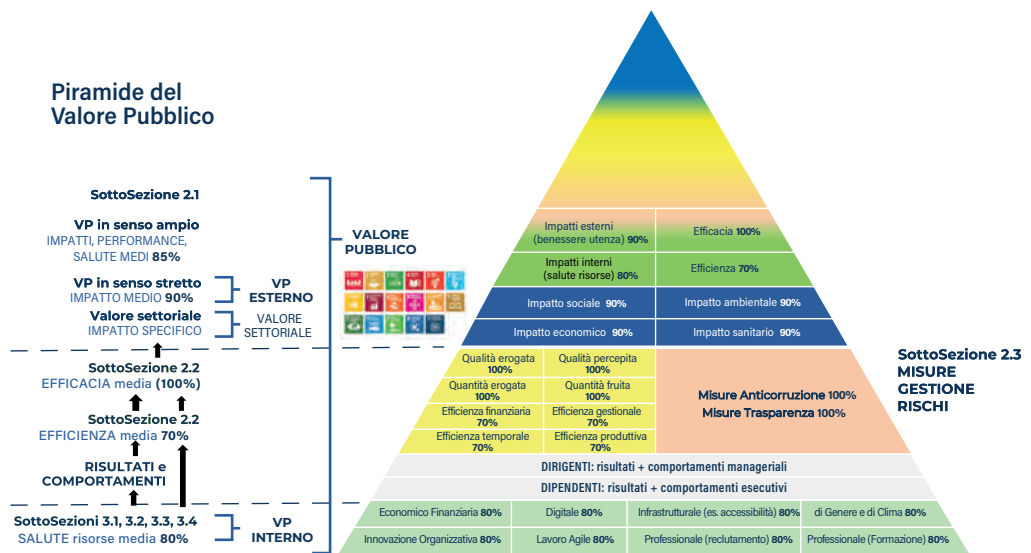 Piramide del
Valore Pubblico
SottoSezione 2.1
VP in senso ampio
IMPATTI, PERFORMANCE,
SALUTE MEDI 85%
VP in senso stretto
IMPATTO MEDIO 90%
Valore settoriale
IMPATTO SPECIFICO
VP
ESTERNO
VALORE
SETTORIALE
VALORE
PUBBLICO
SottoSezione 2.2
EFFICACIA media (100%)
SottoSezione 2.2
EFFICIENZA media 70%
RISULTATI e
COMPORTAMENTI
SottoSezioni 3.1, 3.2, 3.3, 3.4
SALUTE risorse media 80%
VP
INTERNO
Impatti esterni
(benessere utenza) 90%
Efficacia 100%
Impatti interni
(salute risorse) 80%
Efficienza 70%
Impatto sociale 90%
Impatto ambientale 90%
Impatto economico 90%
Impatto sanitario 90%
Qualità erogata
100%
Qualità percepita
100%
Quantità erogata
100%
Quantità fruita
100%
Efficienza finanziaria
70%
Efficienza gestionale
70%
Efficienza temporale
70%
Efficienza produttiva
70%
Misure Anticorruzione 100%
Misure Trasparenza 100%
SottoSezione 2.3
MISURE
GESTIONE
RISCHI
DIRIGENTI: risultati + comportamenti manageriali
DIPENDENTI: risultati + comportamenti esecutivi
Economico Finanziaria 80%
Digitale 80%
Infrastrutturale (es. accessibilità) 80%
di Genere e di Clima 80%
Innovazione Organizzativa 80%
Lavoro Agile 80%
Professionale (reclutamento) 80%
Professionale (Formazione) 80%